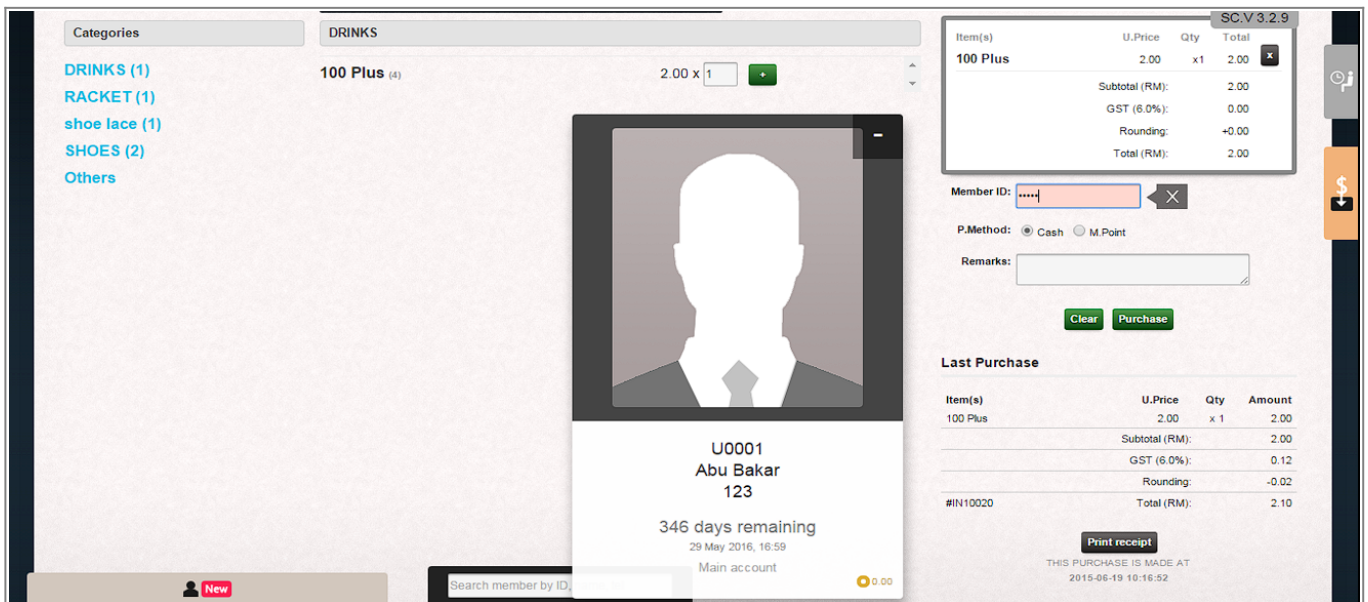 Categories
DRINKS (1)
RACKET (1)
shoe lace (1)
SHOES (2)
Others
DRINKS
100 Plus (4) 2.00 x 1 +
-
U0001
Abu Bakar
123
346 days remaining
29 May 2016, 16:59
Main account
0.00
New
Search member by ID,
SC.V 3.2.9
Item(s) U.Price Qty Total
100 Plus 2.00 x1 2.00 x
Subtotal (RM): 2.00
GST (6.0%): 0.00
Rounding: +0.00
Total (RM): 2.00
Member ID: •••••
P.Method: Cash M.Point
Remarks:
Clear Purchase
Last Purchase
Item(s) U.Price Qty Amount
100 Plus 2.00 x 1 2.00
Subtotal (RM): 2.00
GST (6.0%): 0.12
Rounding: -0.02
#IN10020 Total (RM): 2.10
Print receipt
THIS PURCHASE IS MADE AT
2015-06-19 10:16:52